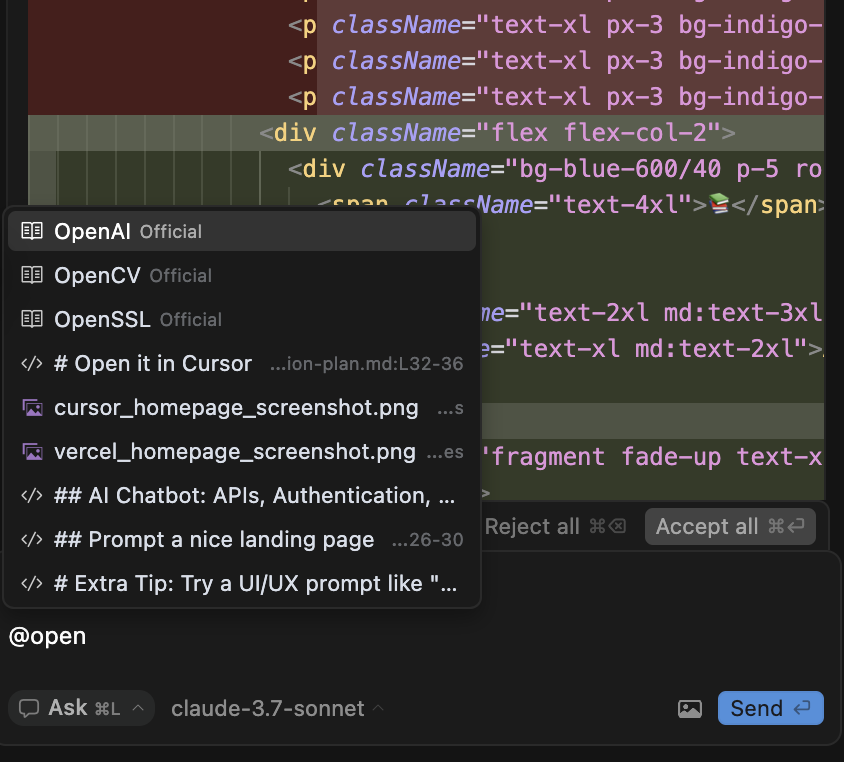 <p className="text-xl px-3 bg-indigo-
<p className="text-xl px-3 bg-indigo-
<p className="text-xl px-3 bg-indigo-
<div className="flex flex-col-2">
<div className="bg-blue-600/40 p-5 ro
<span className="text-4xl">📚</span>
me="text-2xl md:text-3xl
e="text-xl md:text-2xl">
"fragment fade-up text-x
>
OpenAI Official
OpenCV Official
OpenSSL Official
</> # Open it in Cursor ...ion-plan.md:L32-36
cursor_homepage_screenshot.png ...s
vercel_homepage_screenshot.png ...es
</> ## AI Chatbot: APIs, Authentication, ...
</> ## Prompt a nice landing page ...26-30
</> # Extra Tip: Try a UI/UX prompt like "...
Reject all ⌘⌫ Accept all ⌘⏎
@open
Ask ⌘L ^ claude-3.7-sonnet ^ Send ⏎